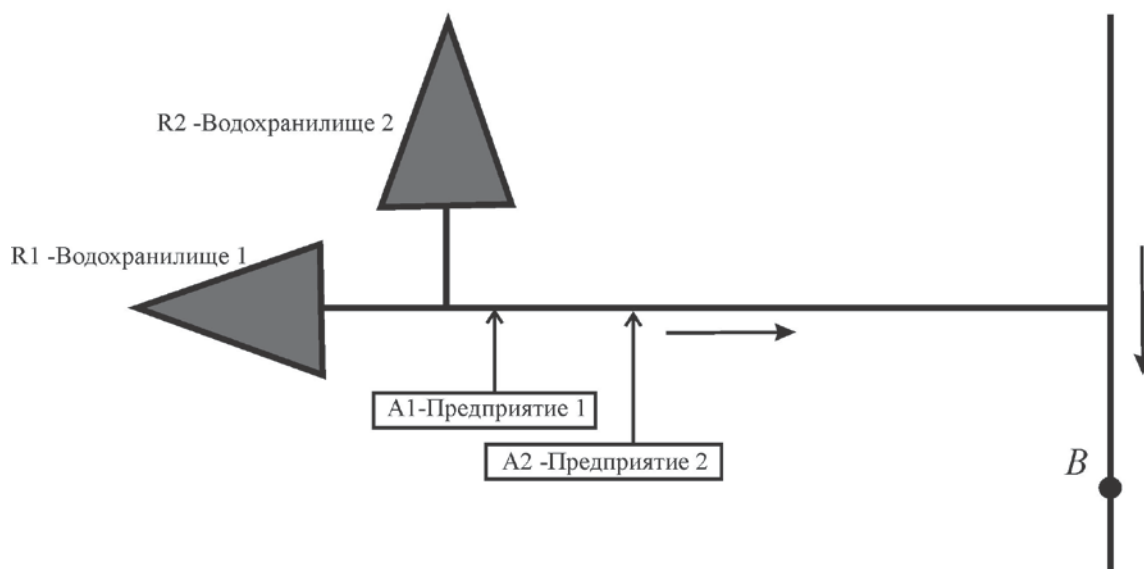 R2 -Водохранилище 2
R1 -Водохранилище 1
A1-Предприятие 1
A2 -Предприятие 2
B